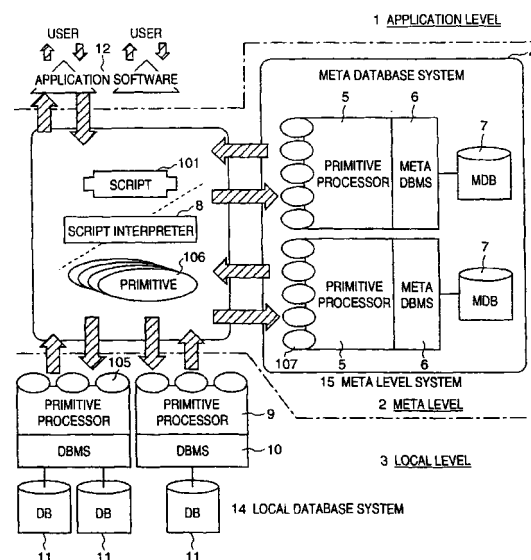 1 APPLICATION LEVEL
USER USER
12
APPLICATION SOFTWARE
META DATABASE SYSTEM
5 6
7
PRIMITIVE PROCESSOR
META DBMS
MDB
101
SCRIPT
8
SCRIPT INTERPRETER
106
PRIMITIVE
7
PRIMITIVE PROCESSOR
META DBMS
MDB
107
5 6
15 META LEVEL SYSTEM
2 META LEVEL
105
PRIMITIVE PROCESSOR
PRIMITIVE PROCESSOR
9
DBMS
DBMS
10
3 LOCAL LEVEL
DB DB DB
14 LOCAL DATABASE SYSTEM
11 11 11